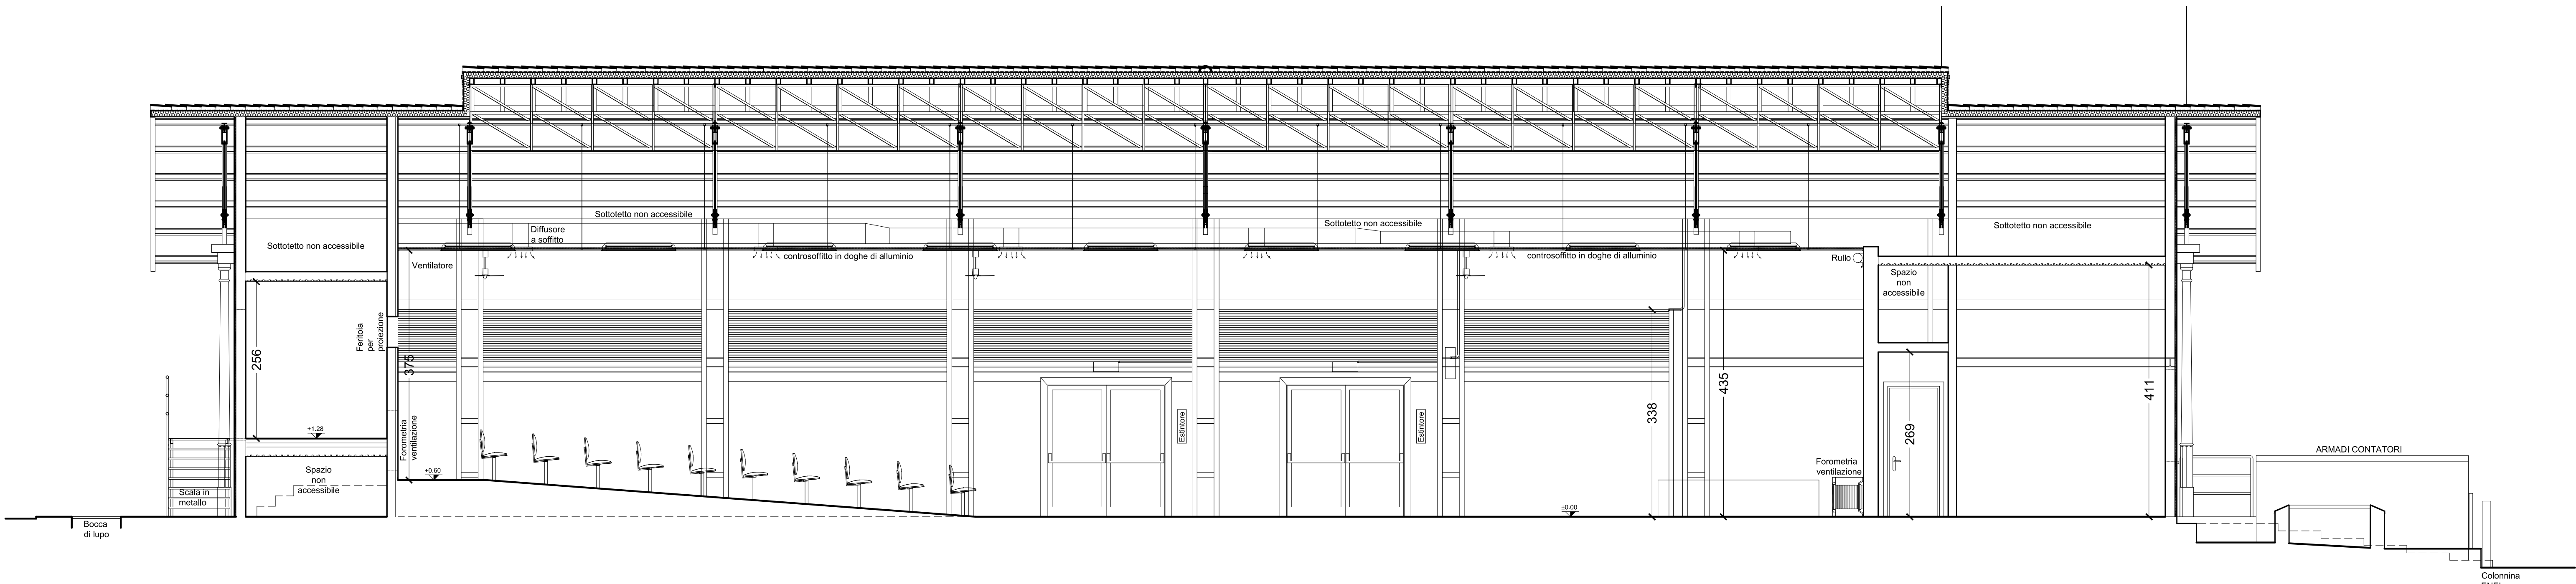 Sottotetto non accessibile
Sottotetto non accessibile
Sottotetto non accessibile
Sottotetto non accessibile
Diffusore
a soffitto
Ventilatore
controsoffitto in doghe di alluminio
controsoffitto in doghe di alluminio
Rullo
Spazio
non
accessibile
Feritoia
per
proiezione
256
375
435
338
269
411
Forometria
ventilazione
Estintore
Estintore
+1,28
+0.60
±0.00
Spazio
non
accessibile
Scala in
metallo
Bocca
di lupo
Forometria
ventilazione
ARMADI CONTATORI
Colonnina